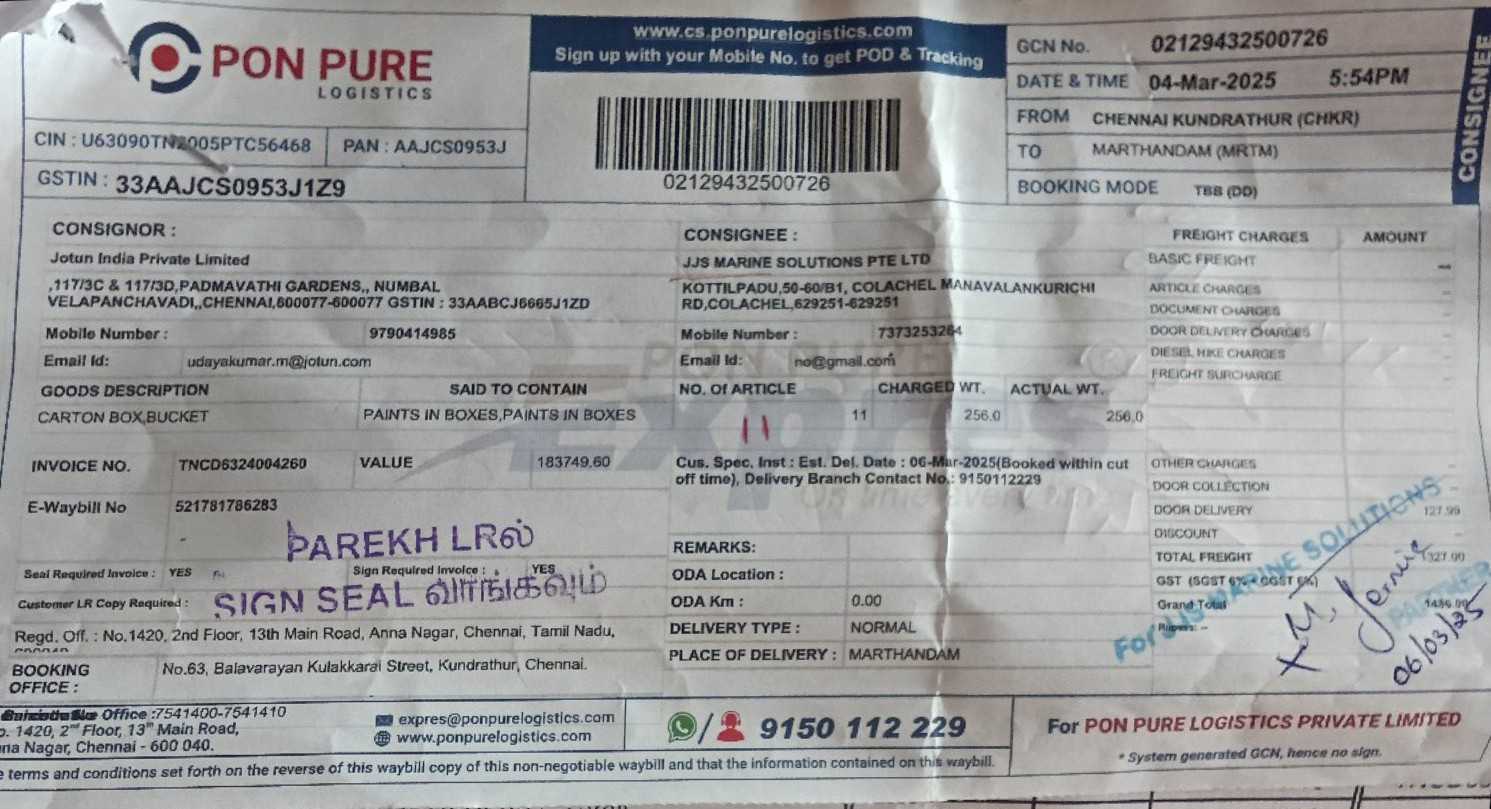 PON PURE
LOGISTICS
CIN : U63090TN2005PTC56468
PAN : AAJCS0953J
GSTIN : 33AAJCS0953J1Z9
www.cs.ponpurelogistics.com
Sign up with your Mobile No. to get POD & Tracking
02129432500726
GCN No. 02129432500726
DATE & TIME 04-Mar-2025 5:54PM
FROM CHENNAI KUNDRATHUR (CHKR)
TO MARTHANDAM (MRTM)
BOOKING MODE TBB (DD)
CONSIGNEE
CONSIGNOR :
Jotun India Private Limited
,117/3C & 117/3D,PADMAVATHI GARDENS,, NUMBAL
VELAPANCHAVADI,,CHENNAI,600077-600077 GSTIN : 33AABCJ6665J1ZD
Mobile Number : 9790414985
Email Id: udayakumar.m@jotun.com
CONSIGNEE :
JJS MARINE SOLUTIONS PTE LTD
KOTTILPADU,50-60/B1, COLACHEL MANAVALANKURICHI
RD,COLACHEL,629251-629251
Mobile Number : 7373253264
Email Id: no@gmail.com
GOODS DESCRIPTION SAID TO CONTAIN NO. Of ARTICLE CHARGED WT. ACTUAL WT.
CARTON BOX,BUCKET PAINTS IN BOXES,PAINTS IN BOXES 11 256.0 256.0
11
INVOICE NO. TNCD6324004260 VALUE 183749.60
Cus. Spec. Inst : Est. Del. Date : 06-Mar-2025(Booked within cut
off time), Delivery Branch Contact No.: 9150112229
E-Waybill No 521781786283
-
PAREKH LRல்
Seal Required Invoice : YES Sign Required Invoice : YES
Customer LR Copy Required :
SIGN SEAL வாங்கவும்
REMARKS:
ODA Location :
ODA Km : 0.00
DELIVERY TYPE : NORMAL
PLACE OF DELIVERY : MARTHANDAM
FREIGHT CHARGES AMOUNT
BASIC FREIGHT
ARTICLE CHARGES
DOCUMENT CHARGES
DOOR DELIVERY CHARGES
DIESEL HIKE CHARGES
FREIGHT SURCHARGE
OTHER CHARGES
DOOR COLLECTION
DOOR DELIVERY
DISCOUNT
TOTAL FREIGHT
GST (SGST 6% + CGST 6%)
Grand Total
Rupees: --
MARINE SOLUTIONS
PARTNER
06/03/25
Regd. Off. : No.1420, 2nd Floor, 13th Main Road, Anna Nagar, Chennai, Tamil Nadu,
BOOKING
OFFICE :
No.63, Balavarayan Kulakkarai Street, Kundrathur, Chennai.
Office :7541400-7541410
1420, 2nd Floor, 13th Main Road,
Nagar, Chennai - 600 040.
expres@ponpurelogistics.com
www.ponpurelogistics.com
9150 112 229
For PON PURE LOGISTICS PRIVATE LIMITED
* System generated GCN, hence no sign.
terms and conditions set forth on the reverse of this waybill copy of this non-negotiable waybill and that the information contained on this waybill.